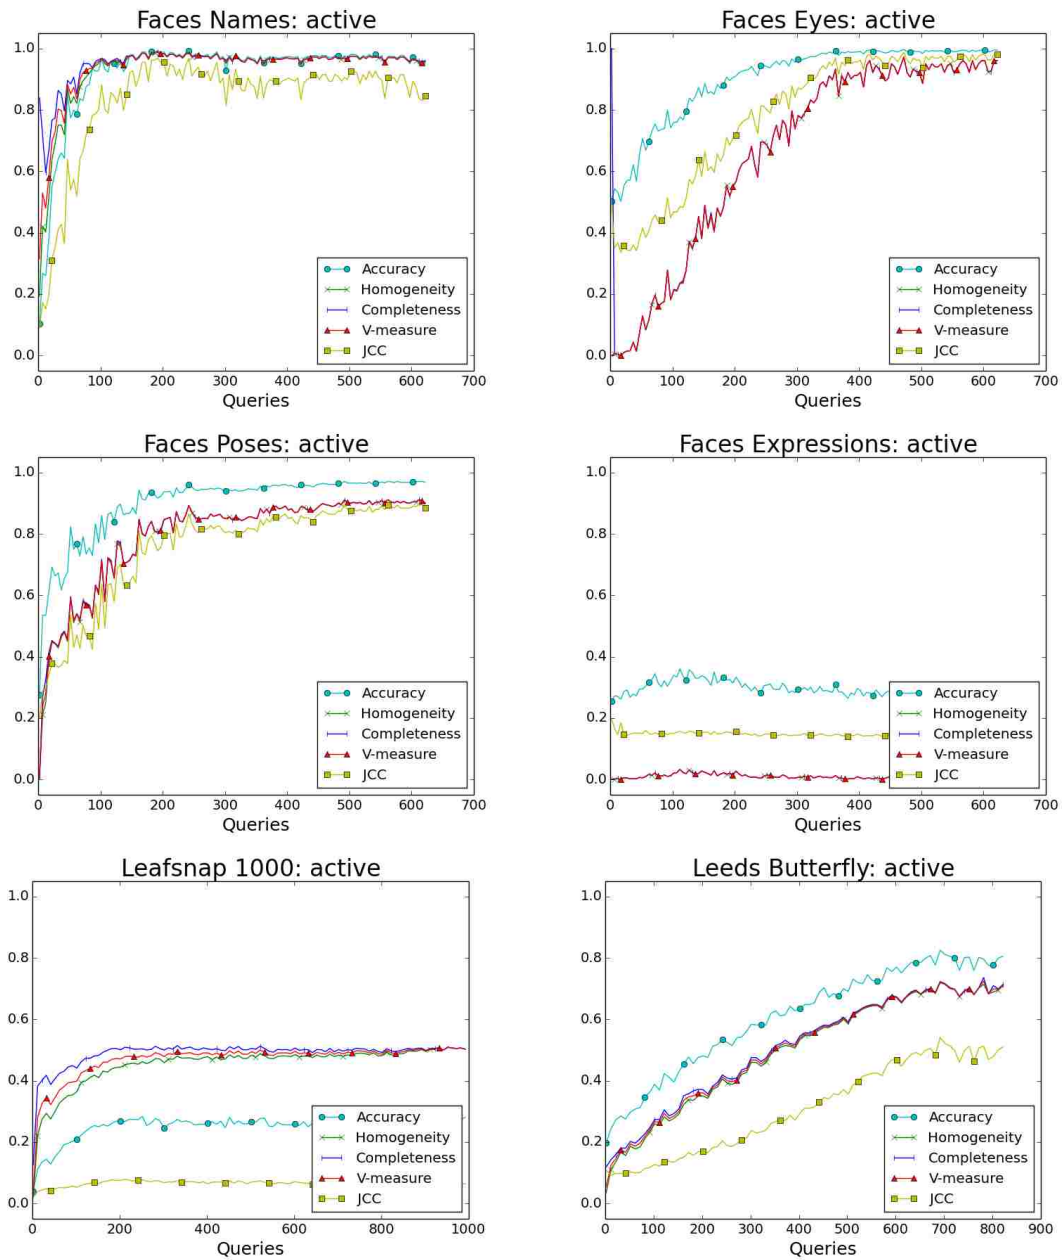 Faces Names: active
1.0
0.8
0.6
0.4
0.2
0.0
Accuracy
Homogeneity
Completeness
V-measure
JCC
0 100 200 300 400 500 600 700
Queries
Faces Eyes: active
1.0
0.8
0.6
0.4
0.2
0.0
Accuracy
Homogeneity
Completeness
V-measure
JCC
0 100 200 300 400 500 600 700
Queries
Faces Poses: active
1.0
0.8
0.6
0.4
0.2
0.0
Accuracy
Homogeneity
Completeness
V-measure
JCC
0 100 200 300 400 500 600 700
Queries
Faces Expressions: active
1.0
0.8
0.6
0.4
0.2
0.0
Accuracy
Homogeneity
Completeness
V-measure
JCC
0 100 200 300 400 500 600 700
Queries
Leafsnap 1000: active
1.0
0.8
0.6
0.4
0.2
0.0
Accuracy
Homogeneity
Completeness
V-measure
JCC
0 200 400 600 800 1000
Queries
Leeds Butterfly: active
1.0
0.8
0.6
0.4
0.2
0.0
Accuracy
Homogeneity
Completeness
V-measure
JCC
0 100 200 300 400 500 600 700 800 900
Queries